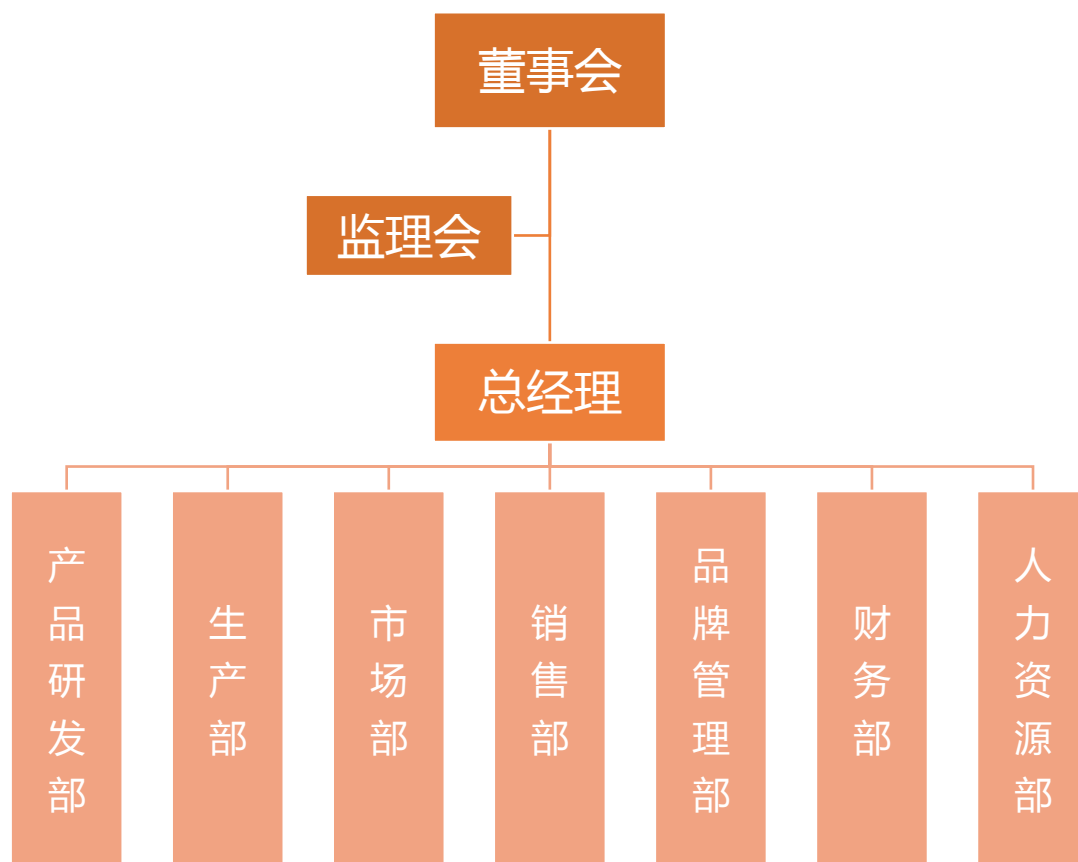 董事会
监理会
总经理
产品研发部
生产部
市场部
销售部
品牌管理部
财务部
人力资源部